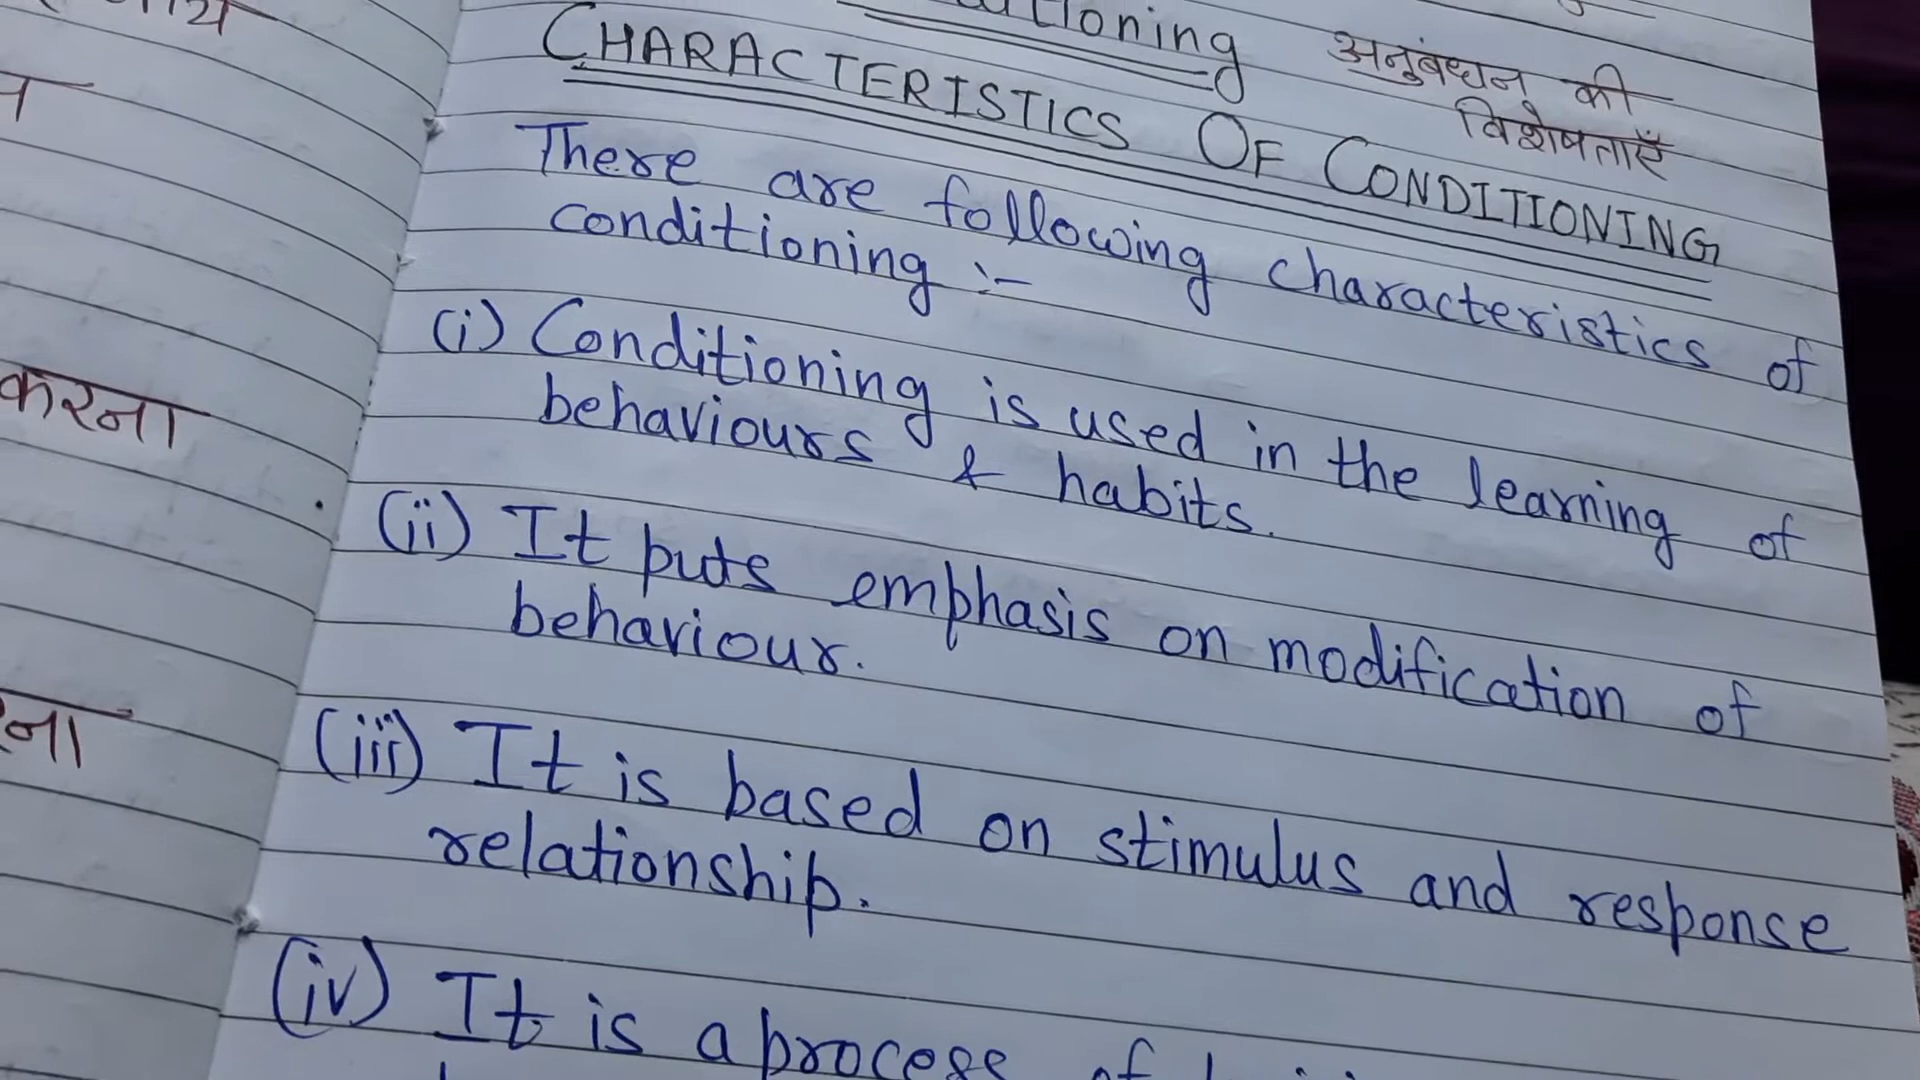 करना
अनुबंधन की
विशेषताएँ
CHARACTERISTICS OF CONDITIONING
There are following characteristics of
conditioning :-
(i) Conditioning is used in the learning of
behaviours & habits.
(ii) It puts emphasis on modification of
behaviour.
(iii) It is based on stimulus and response
relationship.
(iv) It is a process of